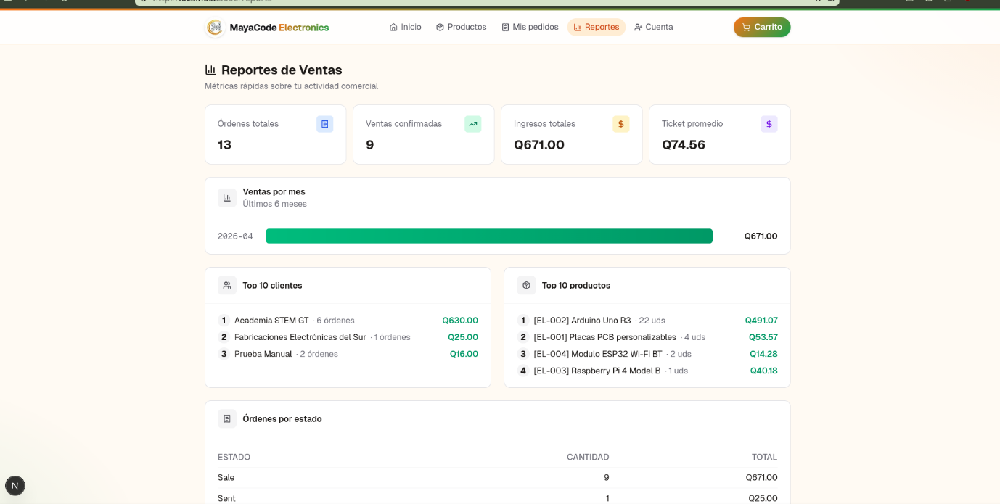 MayaCode Electronics
Inicio
Productos
Mis pedidos
Reportes
Cuenta
Carrito
Reportes de Ventas
Métricas rápidas sobre tu actividad comercial
Órdenes totales
13
Ventas confirmadas
9
Ingresos totales
Q671.00
Ticket promedio
Q74.56
Ventas por mes
Últimos 6 meses
2026-04 Q671.00
Top 10 clientes
1 Academia STEM GT · 6 órdenes Q630.00
2 Fabricaciones Electrónicas del Sur · 1 órdenes Q25.00
3 Prueba Manual · 2 órdenes Q16.00
Top 10 productos
1 [EL-002] Arduino Uno R3 · 22 uds Q491.07
2 [EL-001] Placas PCB personalizables · 4 uds Q53.57
3 [EL-004] Modulo ESP32 Wi-Fi BT · 2 uds Q14.28
4 [EL-003] Raspberry Pi 4 Model B · 1 uds Q40.18
Órdenes por estado
ESTADO CANTIDAD TOTAL
Sale 9 Q671.00
Sent 1 Q25.00
N